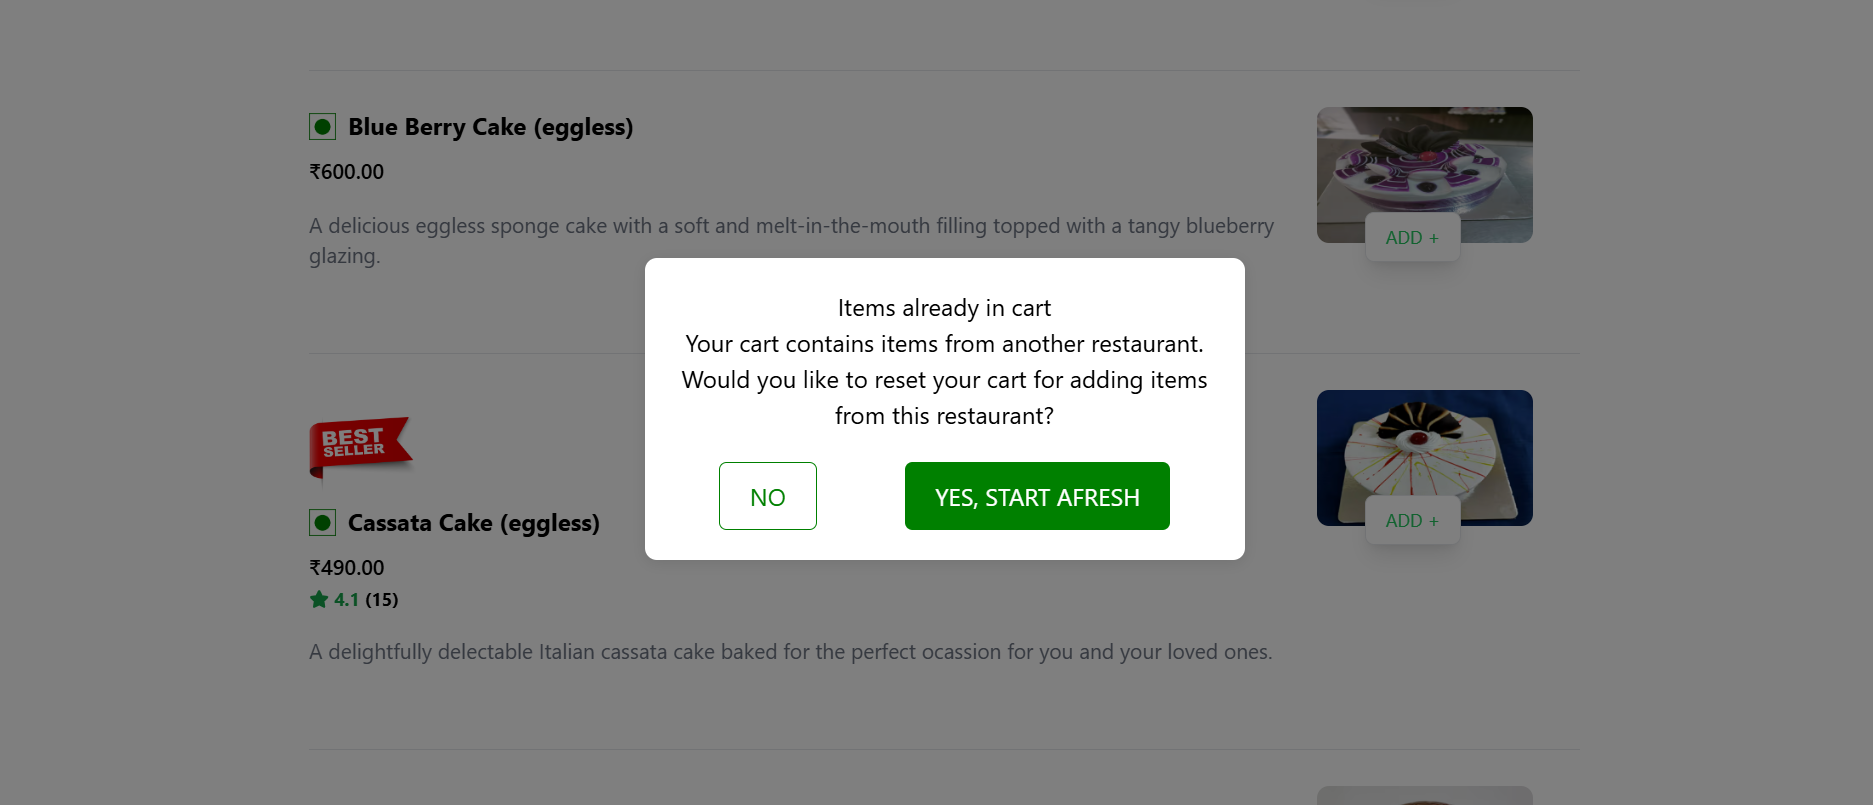 Blue Berry Cake (eggless)
₹600.00
A delicious eggless sponge cake with a soft and melt-in-the-mouth filling topped with a tangy blueberry
glazing.
ADD +
Items already in cart
Your cart contains items from another restaurant.
Would you like to reset your cart for adding items
from this restaurant?
NO
YES, START AFRESH
BEST
SELLER
Cassata Cake (eggless)
₹490.00
4.1 (15)
A delightfully delectable Italian cassata cake baked for the perfect ocassion for you and your loved ones.
ADD +